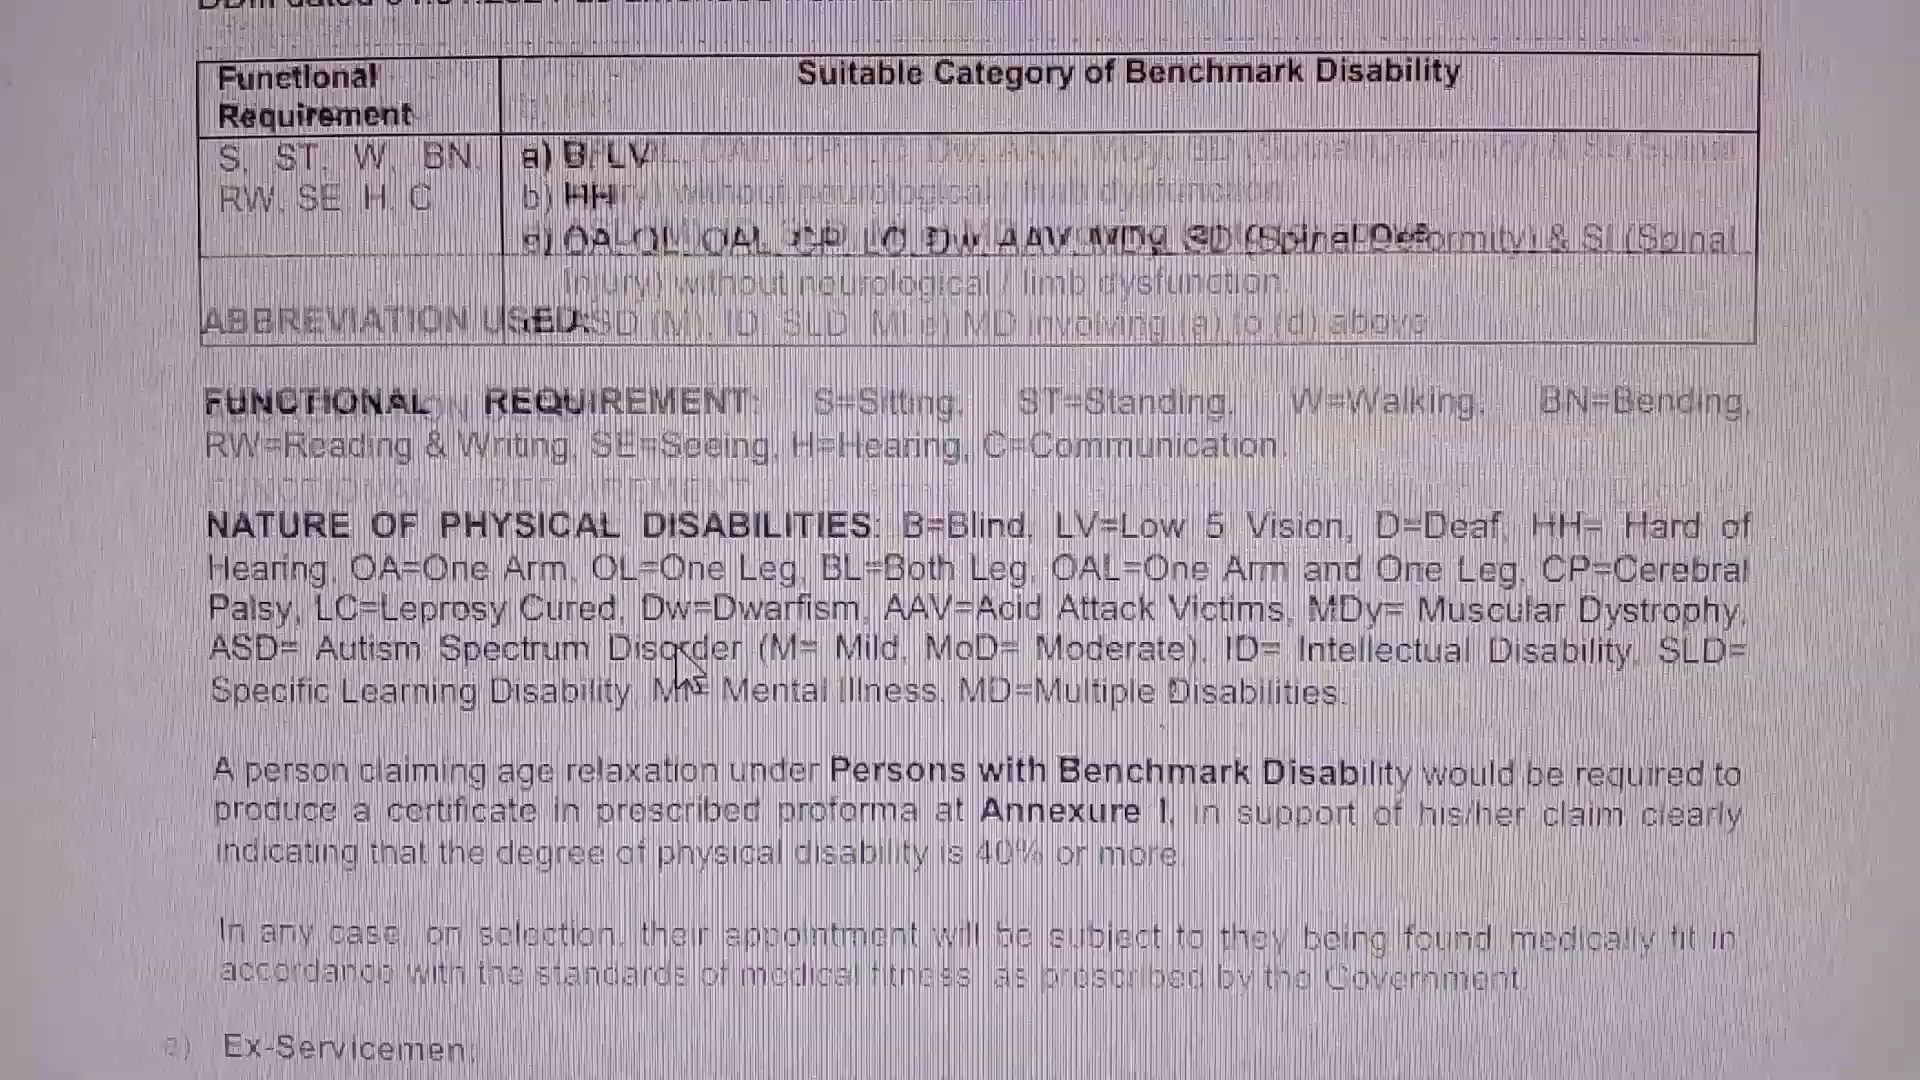 Functional Suitable Category of Benchmark Disability
Requirement
S, ST, W, BN, a) B, LV
RW, SE, H, C b) HH
c) OA, OL, OAL, CP, LC, Dw, AAV, MDy, SD (Spinal Deformity) & SI (Spinal
Injury) without neurological / limb dysfunction.
ABBREVIATION USED:
MD involving (a) to (d) above
FUNCTIONAL REQUIREMENT: S=Sitting, ST=Standing, W=Walking, BN=Bending,
RW=Reading & Writing, SE=Seeing, H=Hearing, C=Communication.
NATURE OF PHYSICAL DISABILITIES: B=Blind, LV=Low 5 Vision, D=Deaf, HH= Hard of
Hearing, OA=One Arm, OL=One Leg, BL=Both Leg, OAL=One Arm and One Leg, CP=Cerebral
Palsy, LC=Leprosy Cured, Dw=Dwarfism, AAV=Acid Attack Victims, MDy= Muscular Dystrophy,
ASD= Autism Spectrum Disorder (M= Mild, MoD= Moderate), ID= Intellectual Disability, SLD=
Specific Learning Disability, MI= Mental Illness, MD=Multiple Disabilities.
A person claiming age relaxation under Persons with Benchmark Disability would be required to
produce a certificate in prescribed proforma at Annexure I, in support of his/her claim clearly
indicating that the degree of physical disability is 40% or more.
In any case, on selection, their appointment will be subject to they being found medically fit in
accordance with the standards of medical fitness as prescribed by the Government.
Ex-Servicemen: